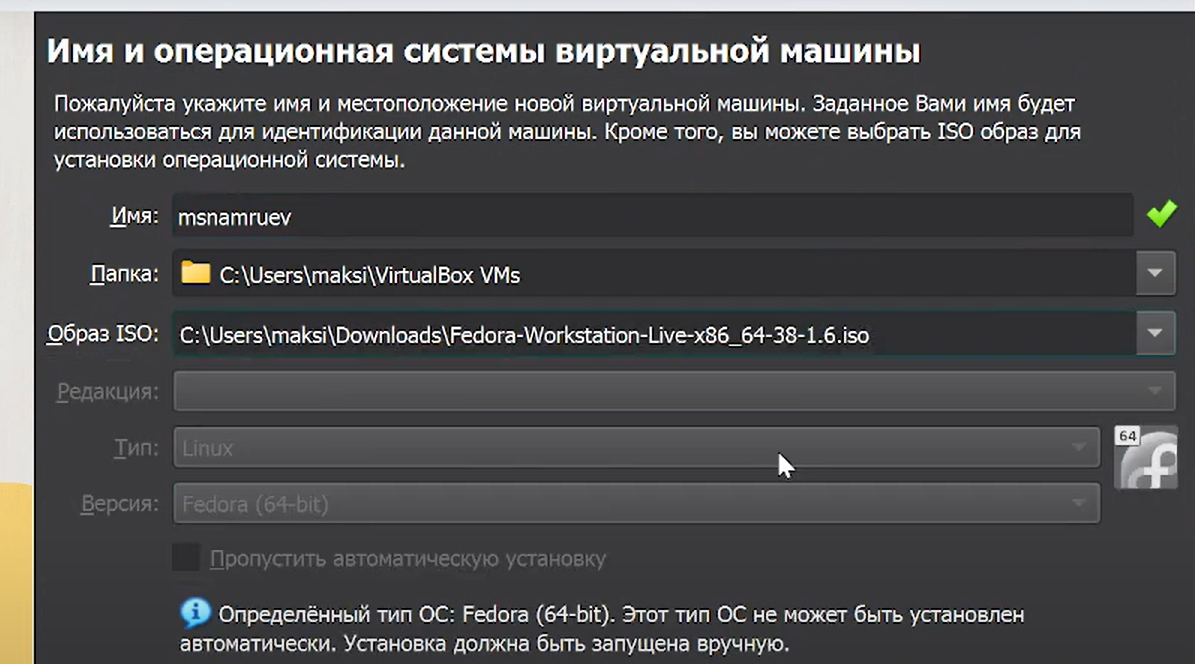 Имя и операционная системы виртуальной машины
Пожалуйста укажите имя и местоположение новой виртуальной машины. Заданное Вами имя будет
использоваться для идентификации данной машины. Кроме того, вы можете выбрать ISO образ для
установки операционной системы.
Имя: msnamruev
Папка: C:\Users\maksi\VirtualBox VMs
Образ ISO: C:\Users\maksi\Downloads\Fedora-Workstation-Live-x86_64-38-1.6.iso
Редакция:
Тип: Linux
64
Версия: Fedora (64-bit)
Пропустить автоматическую установку
Определённый тип ОС: Fedora (64-bit). Этот тип ОС не может быть установлен
автоматически. Установка должна быть запущена вручную.